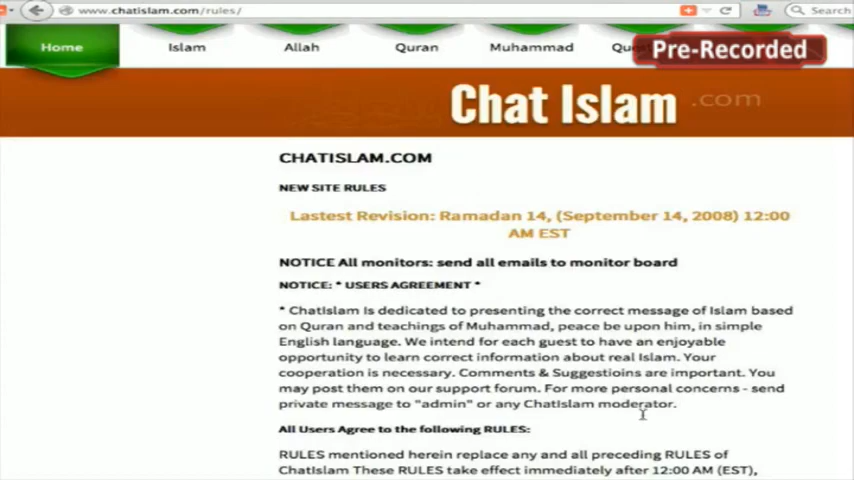 www.chatislam.com/rules/
Search
Home Islam Allah Quran Muhammad
Pre-Recorded
Chat Islam .com
CHATISLAM.COM
NEW SITE RULES
Lastest Revision: Ramadan 14, (September 14, 2008) 12:00
AM EST
NOTICE All monitors: send all emails to monitor board
NOTICE: * USERS AGREEMENT *
* ChatIslam Is dedicated to presenting the correct message of Islam based
on Quran and teachings of Muhammad, peace be upon him, in simple
English language. We intend for each guest to have an enjoyable
opportunity to learn correct information about real Islam. Your
cooperation is necessary. Comments & Suggestioins are important. You
may post them on our support forum. For more personal concerns - send
private message to "admin" or any ChatIslam moderator.
All Users Agree to the following RULES:
RULES mentioned herein replace any and all preceding RULES of
ChatIslam These RULES take effect immediately after 12:00 AM (EST),